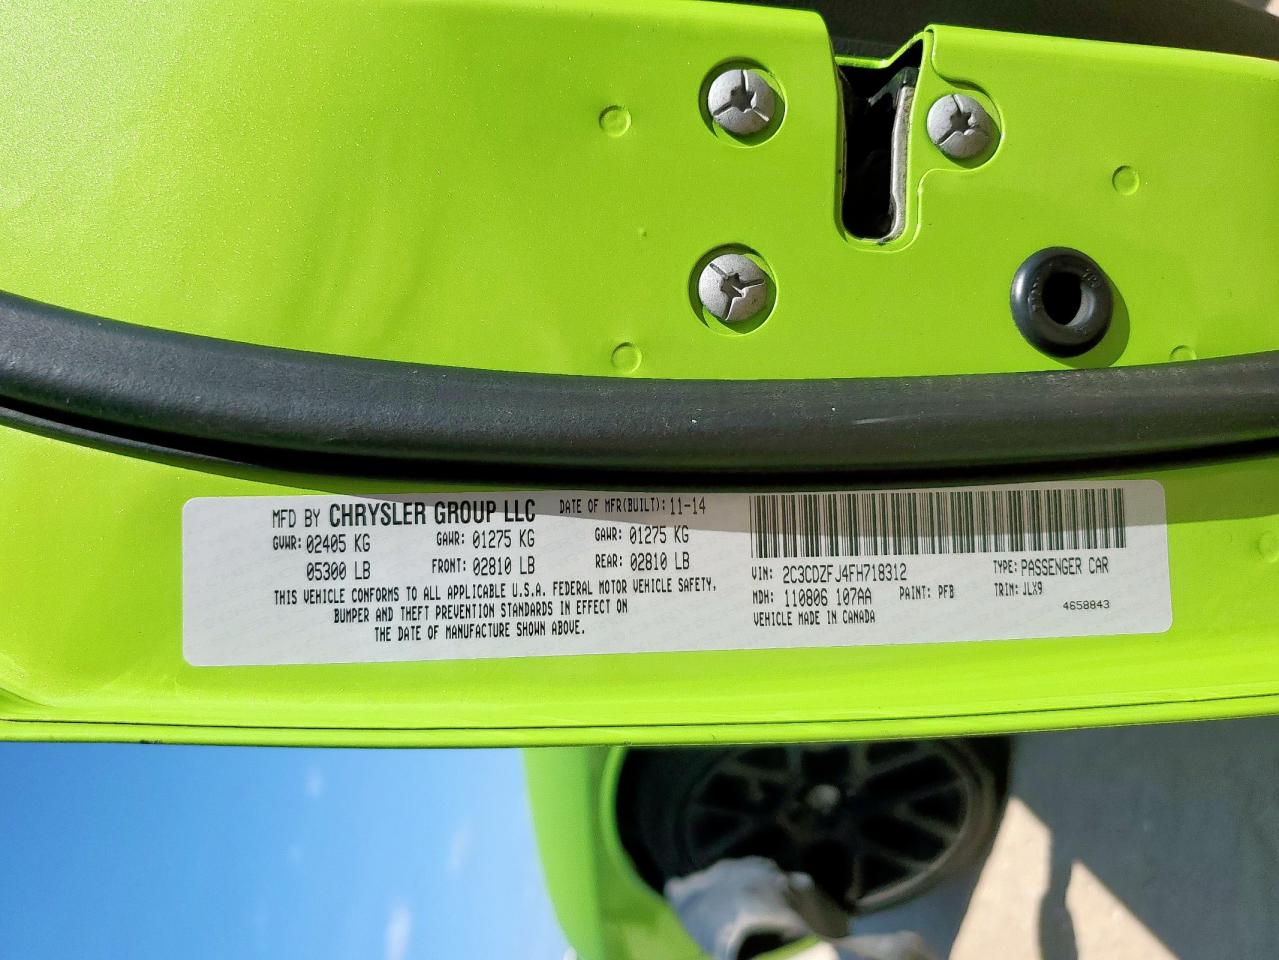 MFD BY CHRYSLER GROUP LLC DATE OF MFR(BUILT): 11-14
GVWR: 02405 KG GAWR: 01275 KG GAWR: 01275 KG
05300 LB FRONT: 02810 LB REAR: 02810 LB
THIS VEHICLE CONFORMS TO ALL APPLICABLE U.S.A. FEDERAL MOTOR VEHICLE SAFETY,
BUMPER AND THEFT PREVENTION STANDARDS IN EFFECT ON
THE DATE OF MANUFACTURE SHOWN ABOVE.
VIN: 2C3CDZFJ4FH718312 TYPE: PASSENGER CAR
MDH: 110806 107AA PAINT: PFB TRIM: JLX9
VEHICLE MADE IN CANADA 4658843